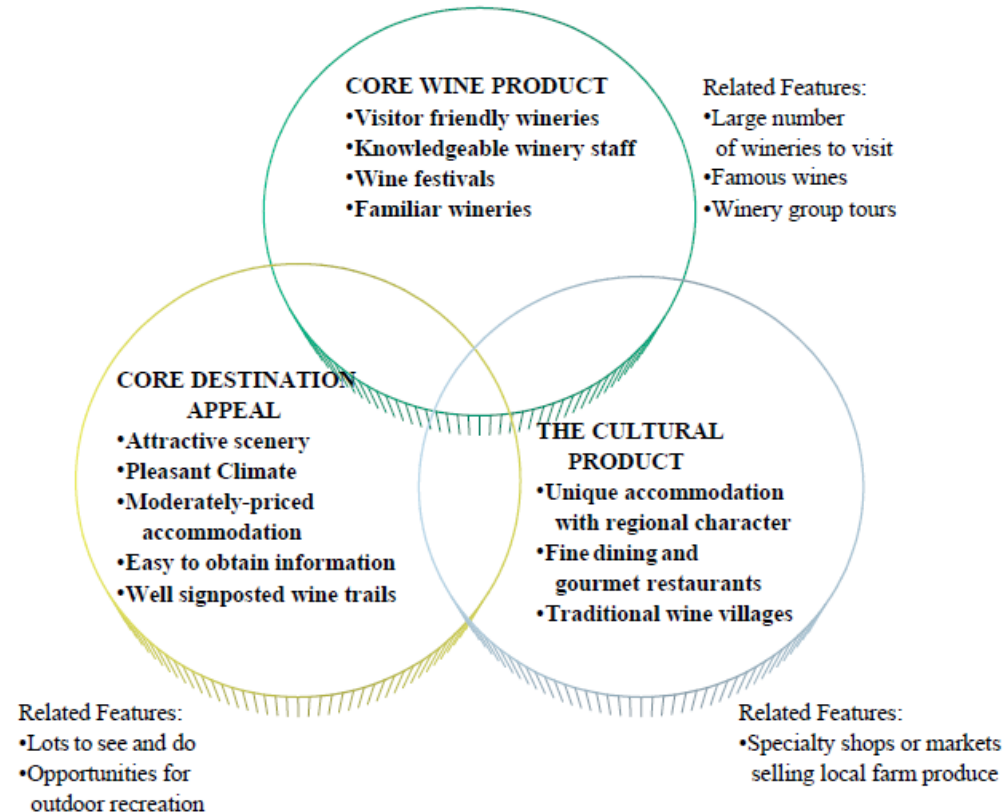 CORE WINE PRODUCT
•Visitor friendly wineries
•Knowledgeable winery staff
•Wine festivals
•Familiar wineries
Related Features:
•Large number
of wineries to visit
•Famous wines
•Winery group tours
CORE DESTINATION
APPEAL
•Attractive scenery
•Pleasant Climate
•Moderately-priced
accommodation
•Easy to obtain information
•Well signposted wine trails
THE CULTURAL
PRODUCT
•Unique accommodation
with regional character
•Fine dining and
gourmet restaurants
•Traditional wine villages
Related Features:
•Lots to see and do
•Opportunities for
outdoor recreation
Related Features:
•Specialty shops or markets
selling local farm produce